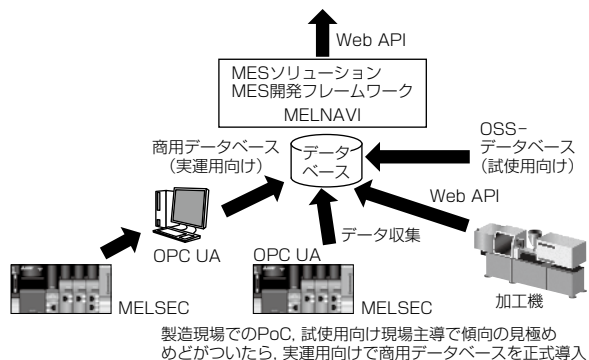 Web API
MESソリューション
MES開発フレームワーク
MELNAVI
商用データベース
(実運用向け)
データ
ベース
OSS-
データベース
(試使用向け)
Web API
OPC UA
OPC UA
データ収集
MELSEC
MELSEC
加工機
製造現場でのPoC, 試使用向け現場主導で傾向の見極め
めどがついたら, 実運用向けで商用データベースを正式導入